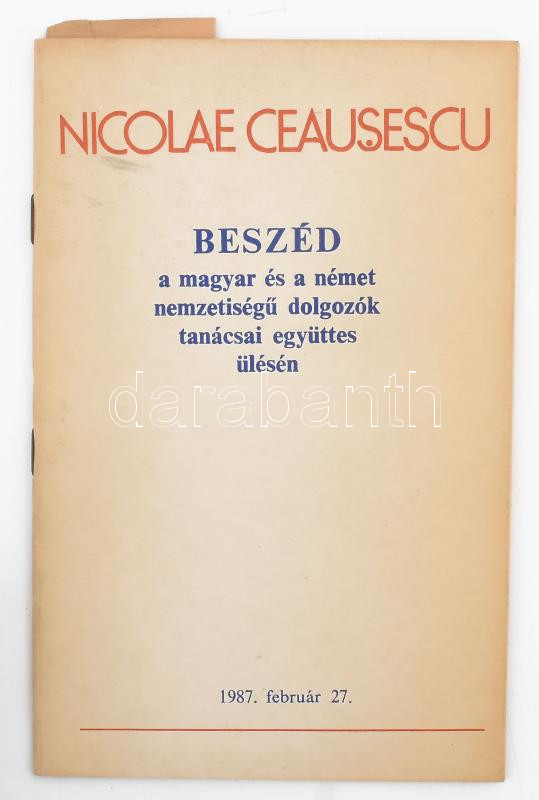 NICOLAE CEAUȘESCU
BESZÉD
a magyar és a német
nemzetiségű dolgozók
tanácsai együttes
ülésén
darabanth
1987. február 27.